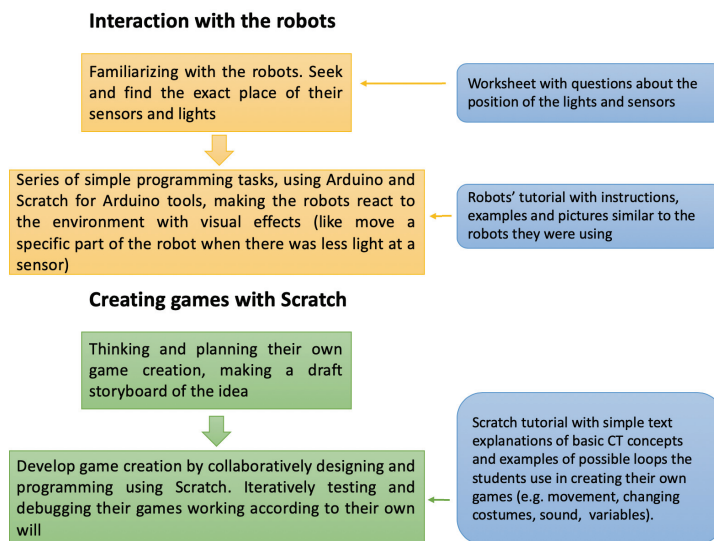 Interaction with the robots
Familiarizing with the robots. Seek
and find the exact place of their
sensors and lights
Worksheet with questions about the
position of the lights and sensors
Series of simple programming tasks, using Arduino and
Scratch for Arduino tools, making the robots react to
the environment with visual effects (like move a
specific part of the robot when there was less light at a
sensor)
Robots’ tutorial with instructions,
examples and pictures similar to the
robots they were using
Creating games with Scratch
Thinking and planning their own
game creation, making a draft
storyboard of the idea
Develop game creation by collaboratively designing and
programming using Scratch. Iteratively testing and
debugging their games working according to their own
will
Scratch tutorial with simple text
explanations of basic CT concepts
and examples of possible loops the
students use in creating their own
games (e.g. movement, changing
costumes, sound, variables).